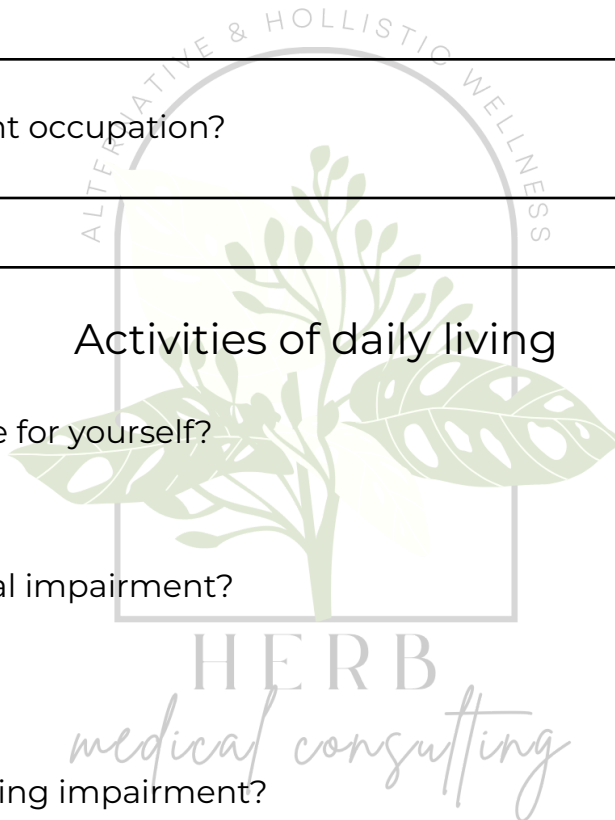 ALTERNATIVE & HOLLISTIC WELLNESS
nt occupation?
Activities of daily living
e for yourself?
al impairment?
HERB
medical consulting
ing impairment?